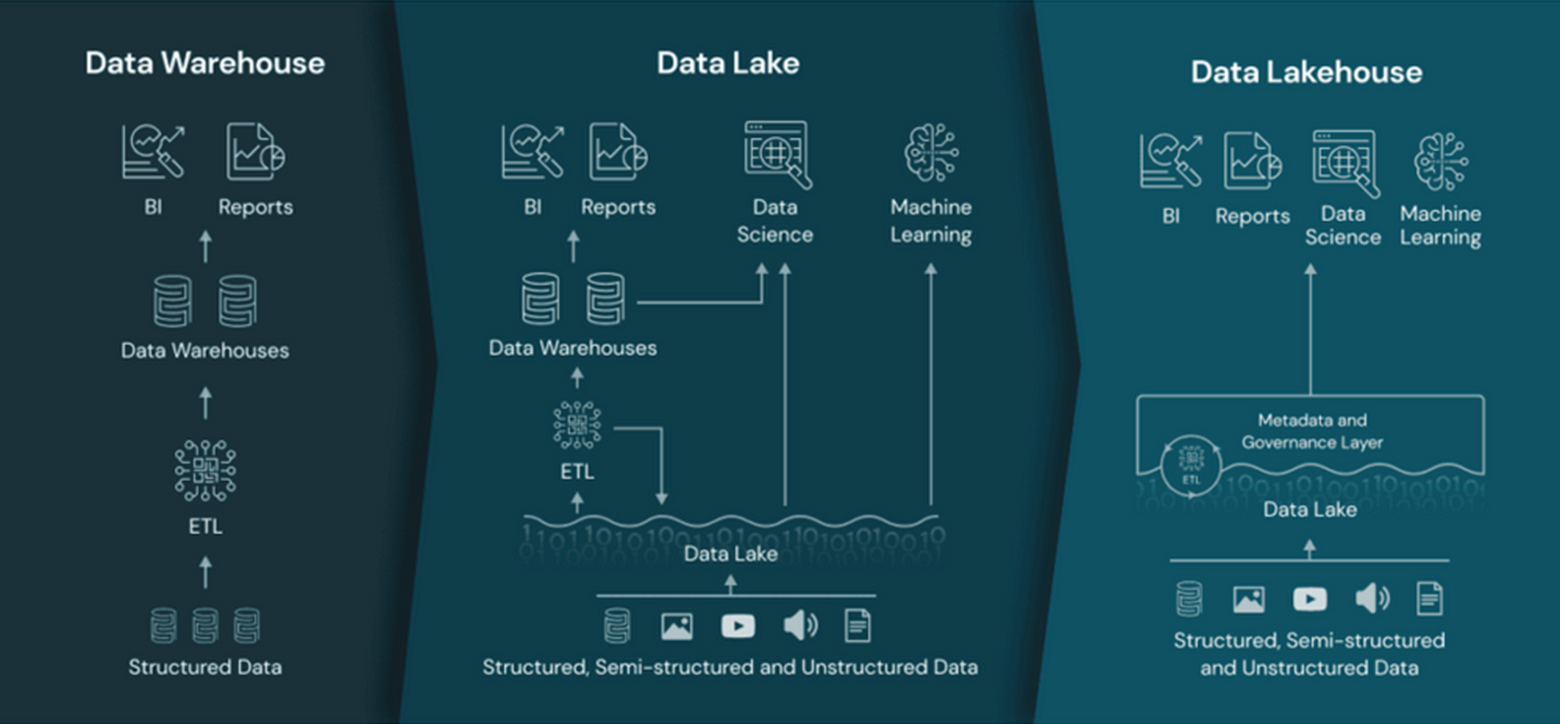 Data Warehouse
BI
Reports
Data Warehouses
ETL
Structured Data
Data Lake
BI
Reports
Data
Science
Machine
Learning
Data Warehouses
ETL
Data Lake
Structured, Semi-structured and Unstructured Data
Data Lakehouse
BI
Reports
Data
Science
Machine
Learning
Metadata and
Governance Layer
ETL
Data Lake
Structured, Semi-structured
and Unstructured Data